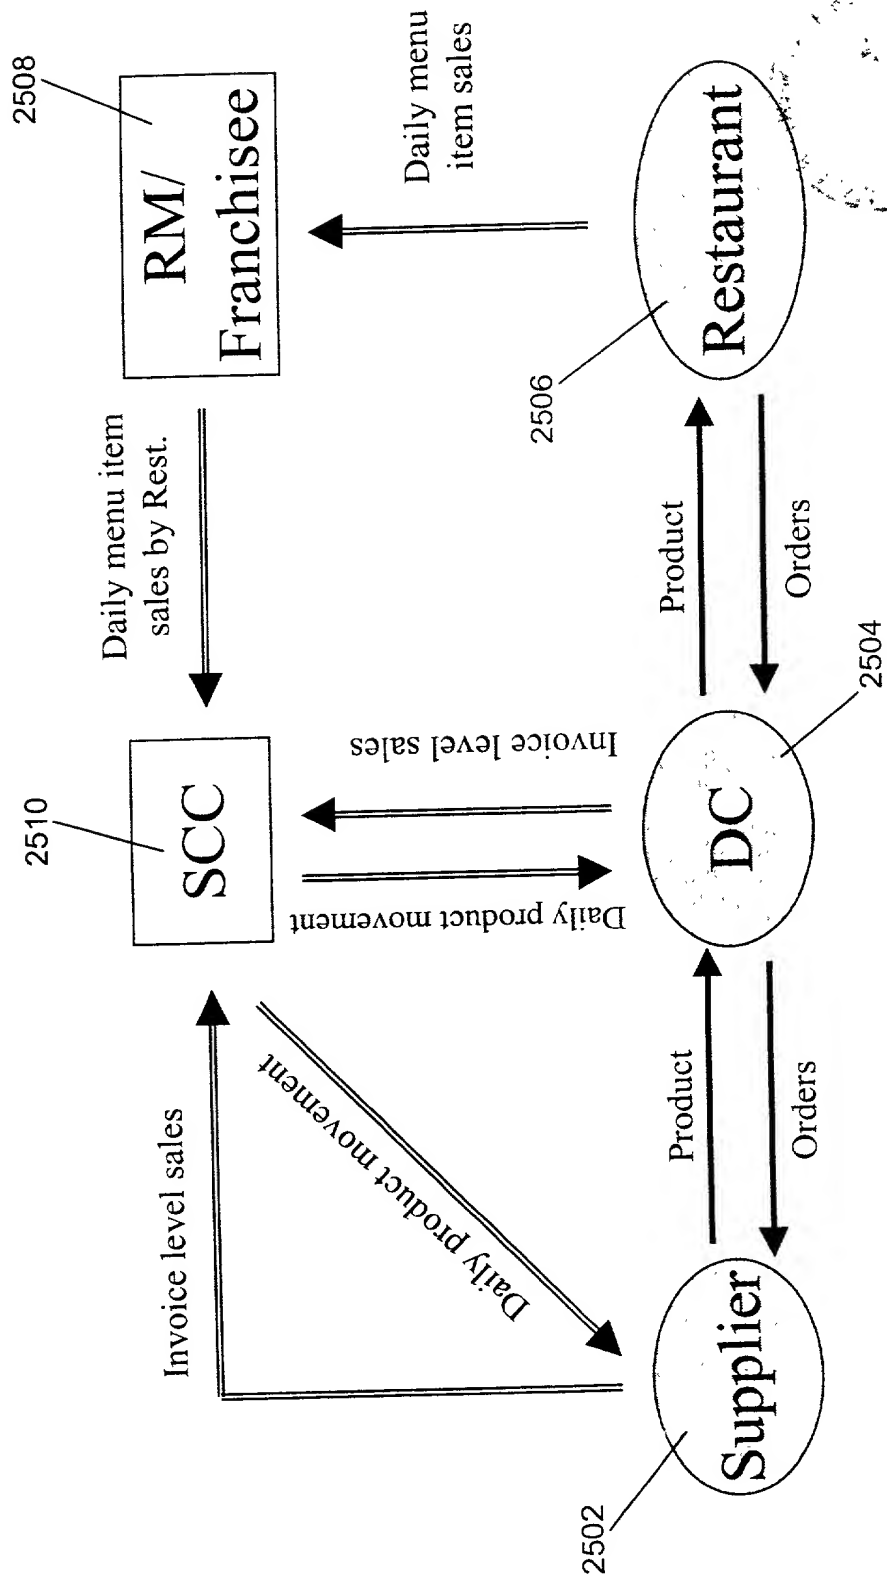 2510
2508
SCC
RM/
Franchisee
Daily menu item
sales by Rest.
Daily menu
item sales
Invoice level sales
Daily product movement
Daily product movement
Invoice level sales
2502
Supplier
Product
Orders
DC
2504
Product
Orders
2506
Restaurant